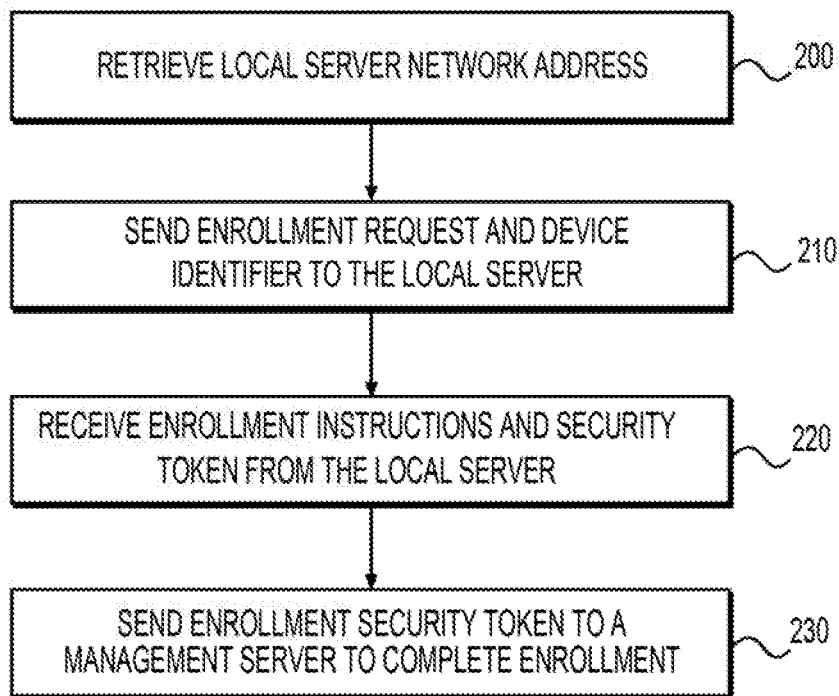 RETRIEVE LOCAL SERVER NETWORK ADDRESS
200
SEND ENROLLMENT REQUEST AND DEVICE
IDENTIFIER TO THE LOCAL SERVER
210
RECEIVE ENROLLMENT INSTRUCTIONS AND SECURITY
TOKEN FROM THE LOCAL SERVER
220
SEND ENROLLMENT SECURITY TOKEN TO A
MANAGEMENT SERVER TO COMPLETE ENROLLMENT
230